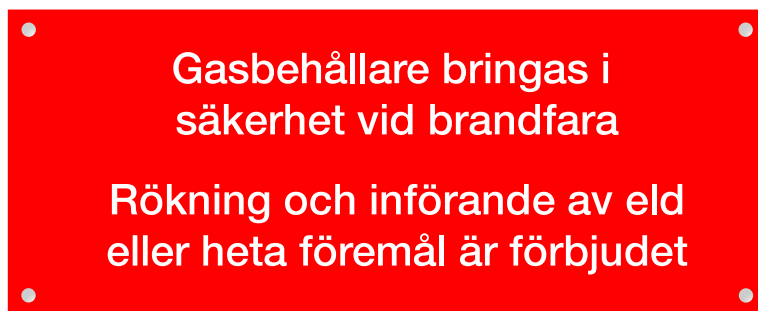 Gasbehållare bringas i
säkerhet vid brandfara
Rökning och införande av eld
eller heta föremål är förbjudet